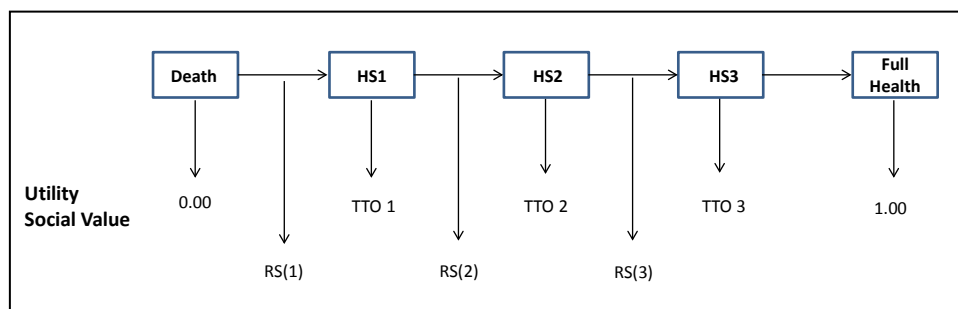 Death
HS1
HS2
HS3
Full
Health
Utility
Social Value
0.00
TTO 1
TTO 2
TTO 3
1.00
RS(1)
RS(2)
RS(3)